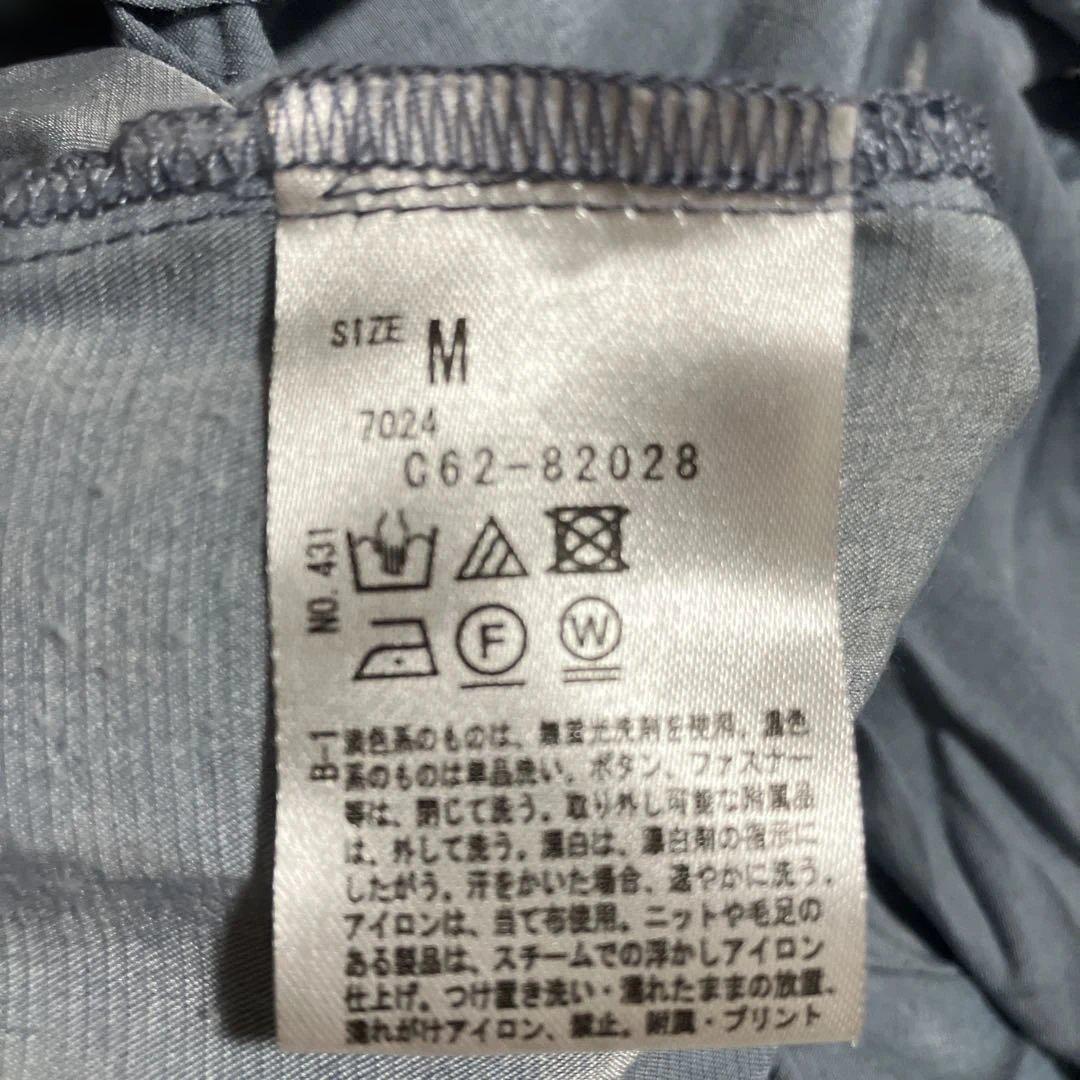 SIZE M
7024
C62-82028
NO. 431
F W
B-1
淡色系のものは、無蛍光洗剤を使用、濃色
系のものは単品洗い。ボタン、ファスナー
等は、閉じて洗う。取り外し可能な附属品
は、外して洗う。漂白は、漂白剤の指示に
したがう。汗をかいた場合、速やかに洗う。
アイロンは、当て布使用。ニットや毛足の
ある製品は、スチームでの浮かしアイロン
仕上げ。つけ置き洗い・濡れたままの放置、
濡れがけアイロン、禁止。附属・プリント